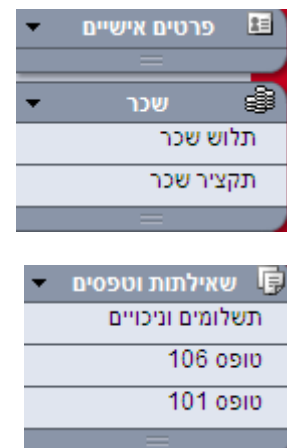 פרטים אישיים
שכר
תלוש שכר
תקציר שכר
שאילתות וטפסים
תשלומים וניכויים
טופס 106
טופס 101